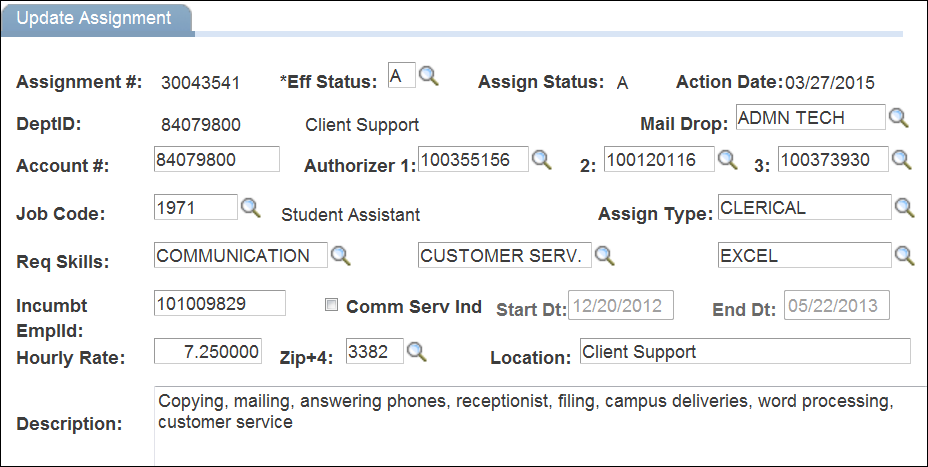 Update Assignment
Assignment #: 30043541 *Eff Status: A Assign Status: A Action Date: 03/27/2015
DeptID: 84079800 Client Support Mail Drop: ADMN TECH
Account #: 84079800 Authorizer 1: 100355156 2: 100120116 3: 100373930
Job Code: 1971 Student Assistant Assign Type: CLERICAL
Req Skills: COMMUNICATION CUSTOMER SERV. EXCEL
Incumbt EmplId: 101009829 Comm Serv Ind Start Dt: 12/20/2012 End Dt: 05/22/2013
Hourly Rate: 7.250000 Zip+4: 3382 Location: Client Support
Description: Copying, mailing, answering phones, receptionist, filing, campus deliveries, word processing,
customer service